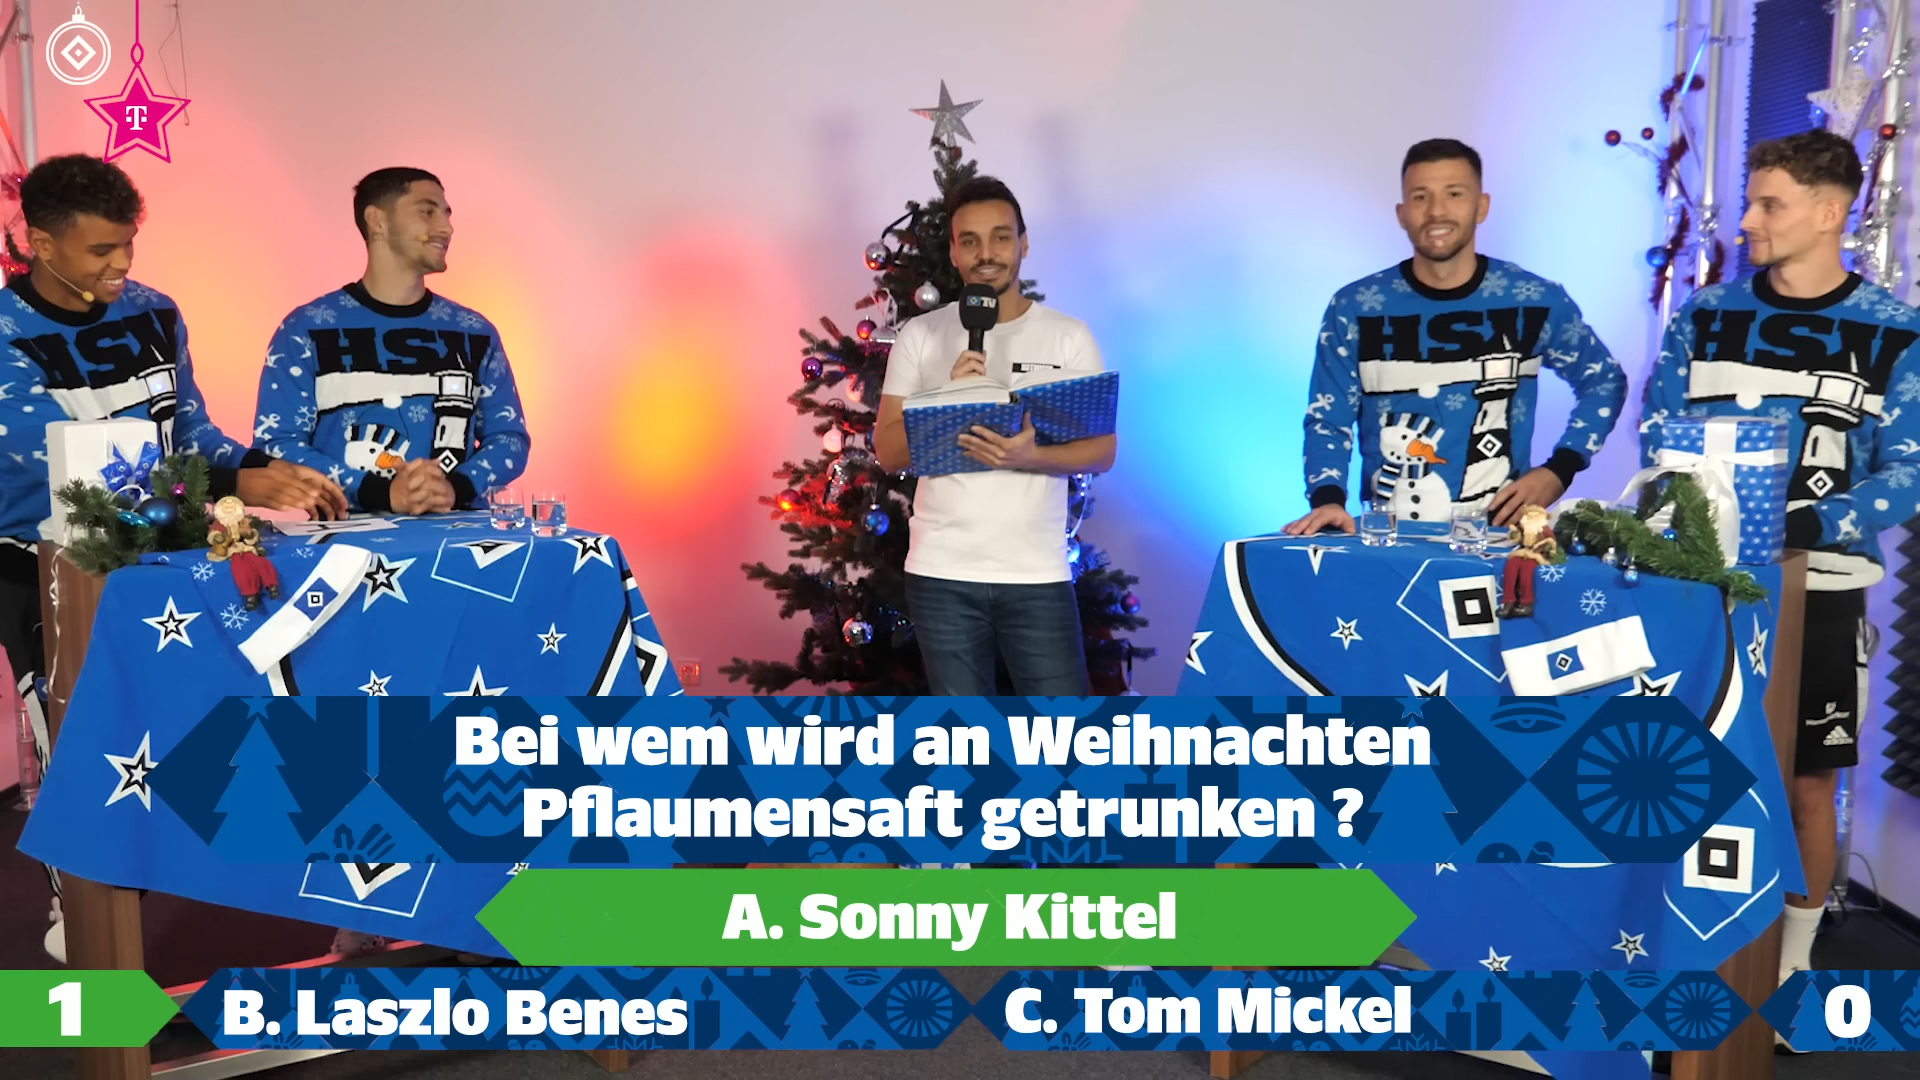 T
HSV
HSV
TV
HSV
HSV
Bei wem wird an Weihnachten
Pflaumensaft getrunken ?
A. Sonny Kittel
1
B. Laszlo Benes
C. Tom Mickel
0